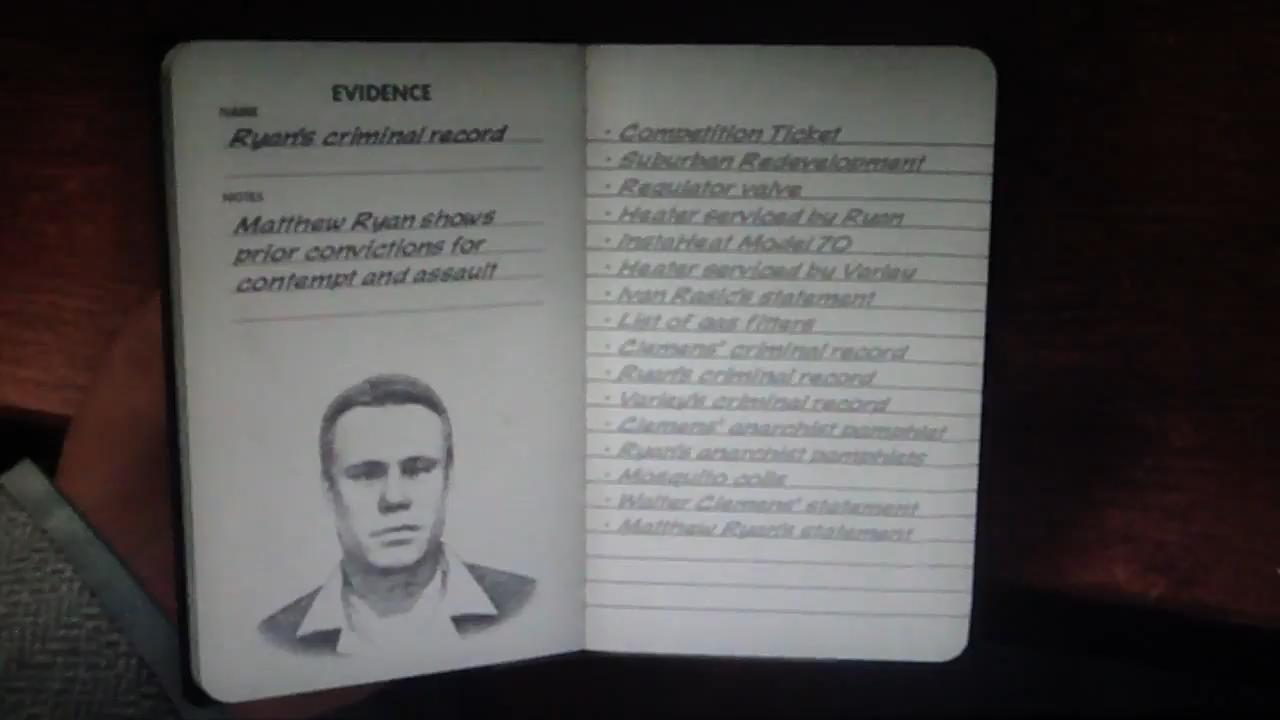 EVIDENCE
NAME
Ryan's criminal record
NOTES
Matthew Ryan shows
prior convictions for
contempt and assault
• Competition Ticket
• Suburban Redevelopment
• Regulator valve
• Heater serviced by Ryan
• InstaHeat Model 70
• Heater serviced by Varley
• Ivan Rasic's statement
• List of gas fitters
• Clemens' criminal record
• Ryan's criminal record
• Varley's criminal record
• Clemens' anarchist pamphlet
• Ryan's anarchist pamphlets
• Mosquito coils
• Walter Clemens' statement
• Matthew Ryan's statement